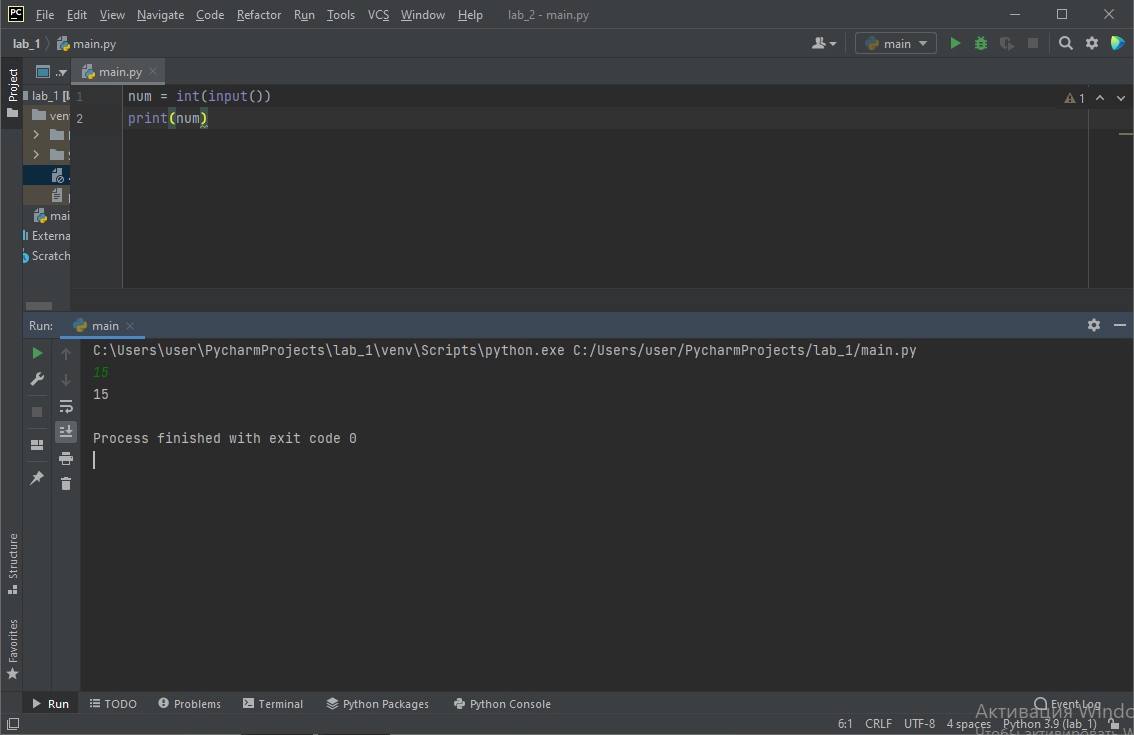 PC File Edit View Navigate Code Refactor Run Tools VCS Window Help lab_2 - main.py
lab_1 main.py main
Project
main.py
lab_1
ven
mai
Externa
Scratch
1 num = int(input())
2 print(num)
1
Run: main
C:\Users\user\PycharmProjects\lab_1\venv\Scripts\python.exe C:/Users/user/PycharmProjects/lab_1/main.py
15
15
Process finished with exit code 0
Structure
Favorites
Run TODO Problems Terminal Python Packages Python Console Event Log
Активация Windo
6:1 CRLF UTF-8 4 spaces Python 3.9 (lab_1)
Чтобы активировать W